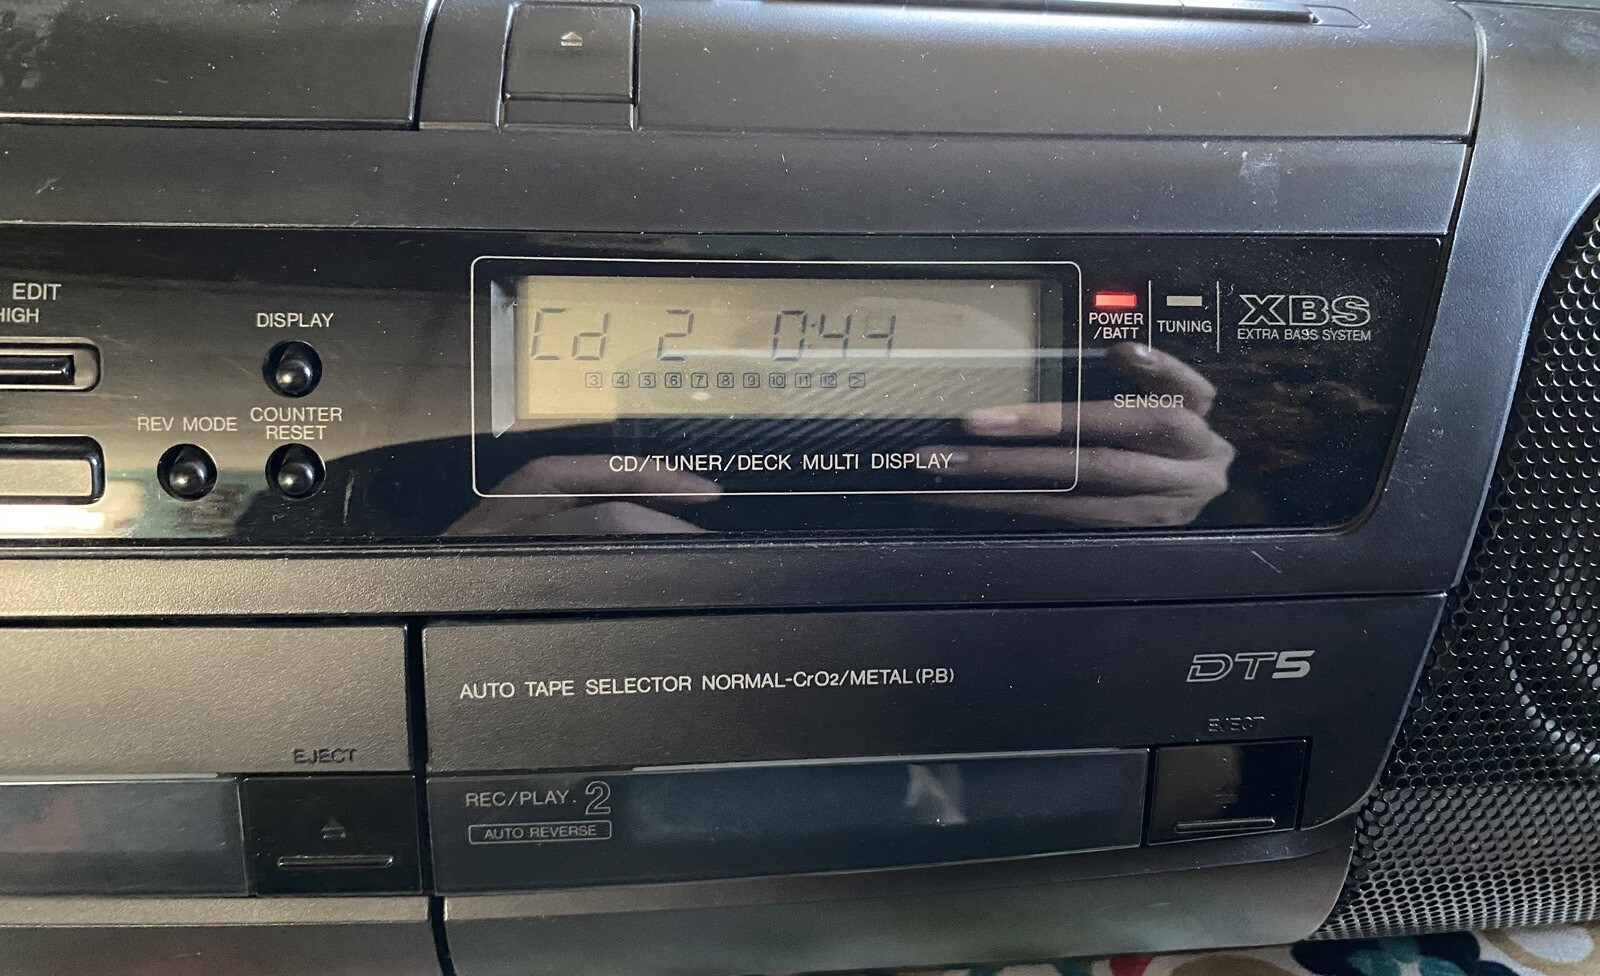 EDIT
HIGH
DISPLAY
REV MODE
COUNTER
RESET
Cd 2 0:44
3 4 5 6 7 8 9 10 11 12 >
CD/TUNER/DECK MULTI DISPLAY
POWER
/BATT
TUNING
XBS
EXTRA BASS SYSTEM
SENSOR
AUTO TAPE SELECTOR NORMAL-CrO2/METAL (P.B)
DT5
EJECT
EJECT
REC/PLAY. 2
AUTO REVERSE